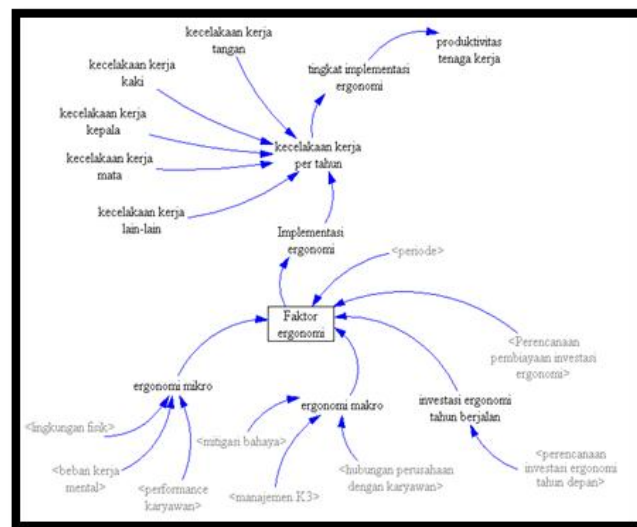 kecelakaan kerja
tangan
produktivitas
tenaga kerja
tingkat implementasi
ergonomi
kecelakaan kerja
kaki
kecelakaan kerja
kepala
kecelakaan kerja
mata
kecelakaan kerja
per tahun
kecelakaan kerja
lain-lain
Implementasi
ergonomi
<periode>
Faktor
ergonomi
<Perencanaan
pembiayaan investasi
ergonomi>
ergonomi mikro
ergonomi makro
investasi ergonomi
tahun berjalan
<lingkungan fisik>
<mitigasi bahaya>
<beban kerja
mental>
<performance
karyawan>
<manajemen K3>
<hubungan perusahaan
dengan karyawan>
<perencanaan
investasi ergonomi
tahun depan>